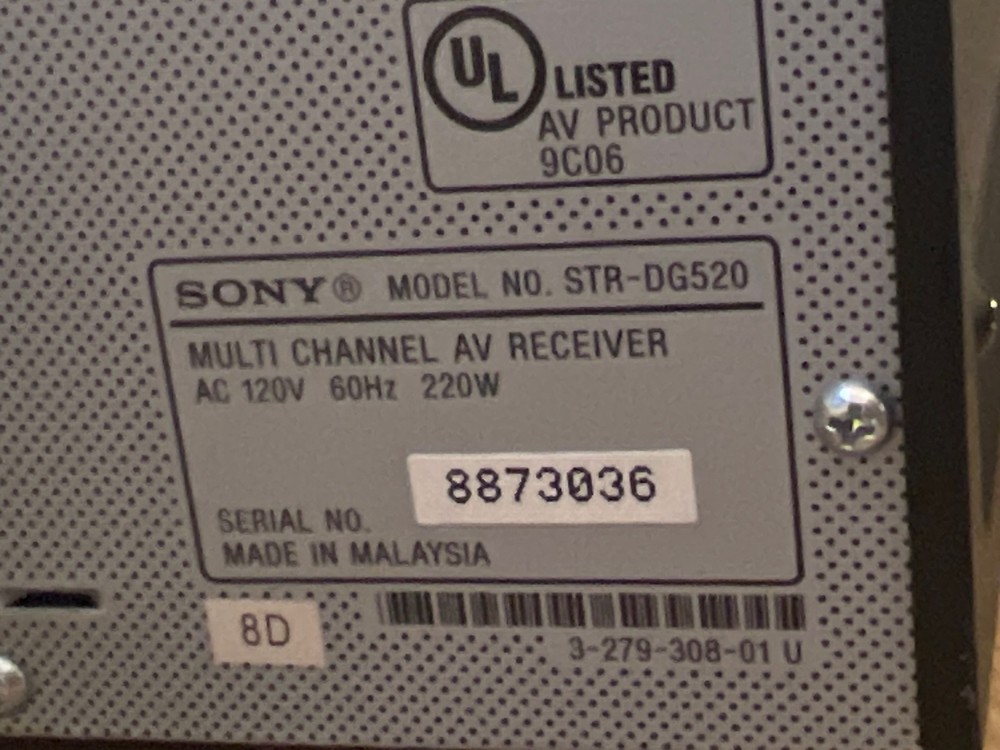 UL LISTED
AV PRODUCT
9C06
SONY® MODEL NO. STR-DG520
MULTI CHANNEL AV RECEIVER
AC 120V 60Hz 220W
8873036
SERIAL NO.
MADE IN MALAYSIA
8D
3-279-308-01 U